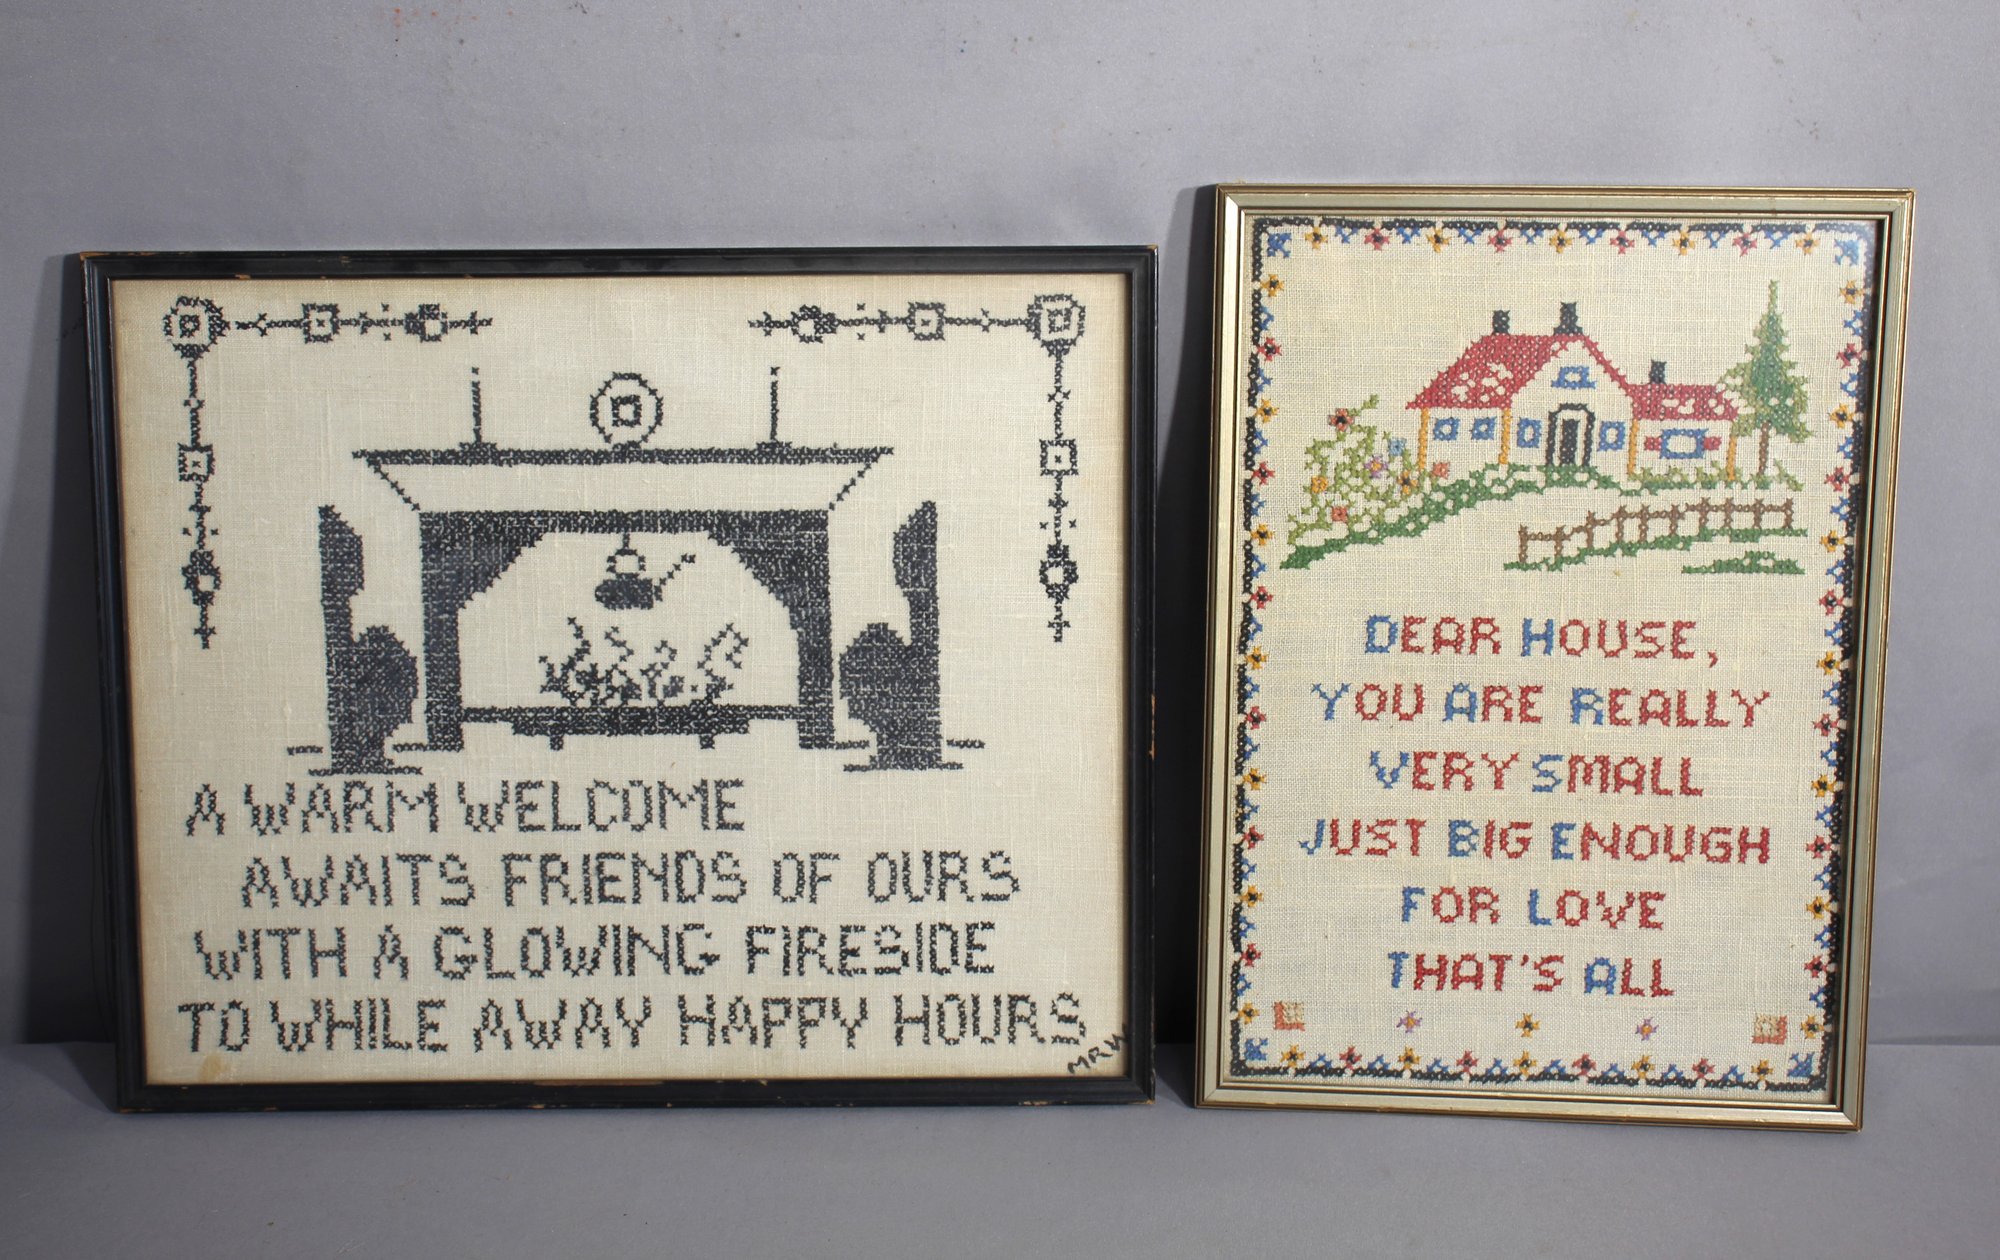 A WARM WELCOME
AWAITS FRIENDS OF OURS
WITH A GLOWING FIRESIDE
TO WHILE AWAY HAPPY HOURS
DEAR HOUSE,
YOU ARE REALLY
VERY SMALL
JUST BIG ENOUGH
FOR LOVE
THAT'S ALL